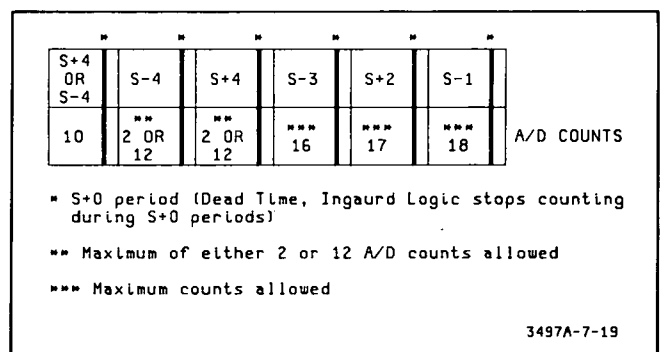 * * * * * *
S+4 OR S-4 S-4 S+4 S-3 S+2 S-1
10 ** 2 OR 12 ** 2 OR 12 *** 16 *** 17 *** 18 A/D COUNTS
* S+0 period (Dead Time, Ingaurd Logic stops counting
during S+0 periods)
** Maximum of either 2 or 12 A/D counts allowed
*** Maximum counts allowed
3497A-7-19